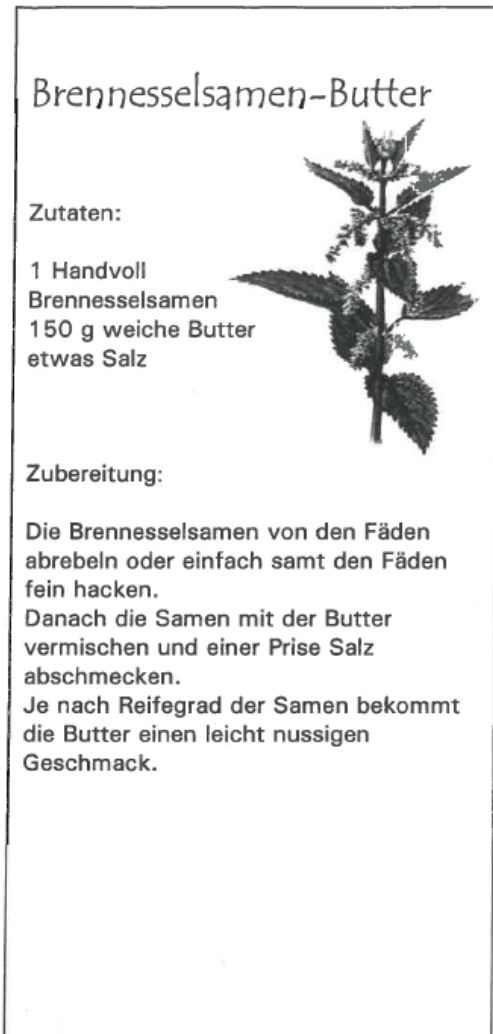 Brennesselsamen-Butter
Zutaten:
1 Handvoll
Brennesselsamen
150 g weiche Butter
etwas Salz
Zubereitung:
Die Brennesselsamen von den Fäden
abrebeln oder einfach samt den Fäden
fein hacken.
Danach die Samen mit der Butter
vermischen und einer Prise Salz
abschmecken.
Je nach Reifegrad der Samen bekommt
die Butter einen leicht nussigen
Geschmack.